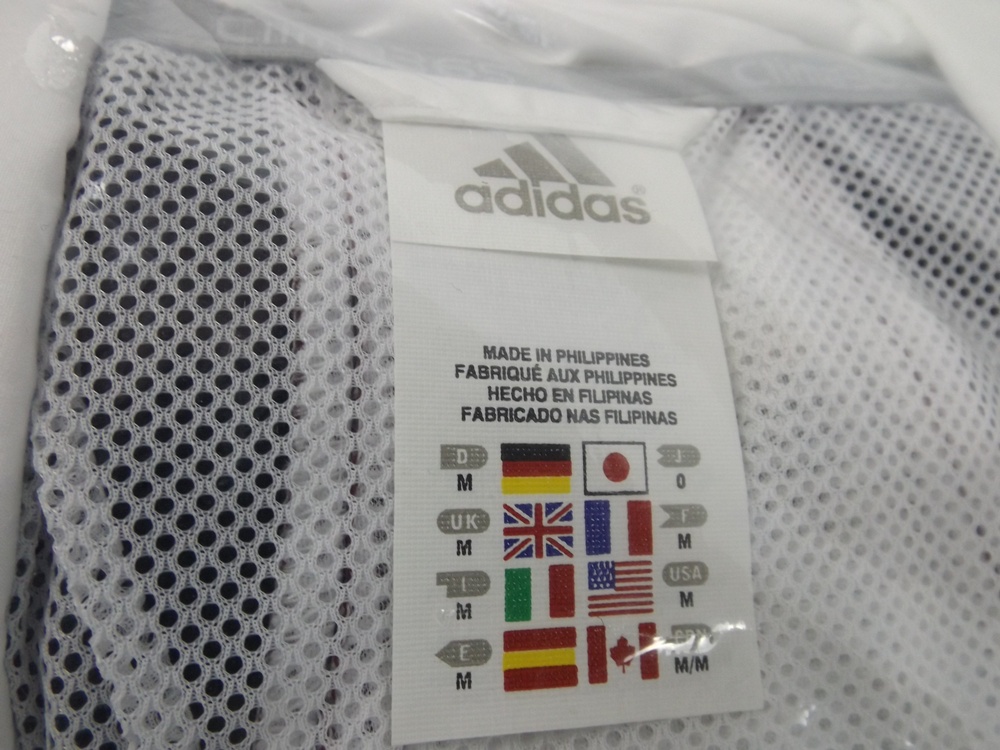 adidas®
MADE IN PHILIPPINES
FABRIQUÉ AUX PHILIPPINES
HECHO EN FILIPINAS
FABRICADO NAS FILIPINAS
D J
M O
UK F
M M
I USA
M M
E
M M/M